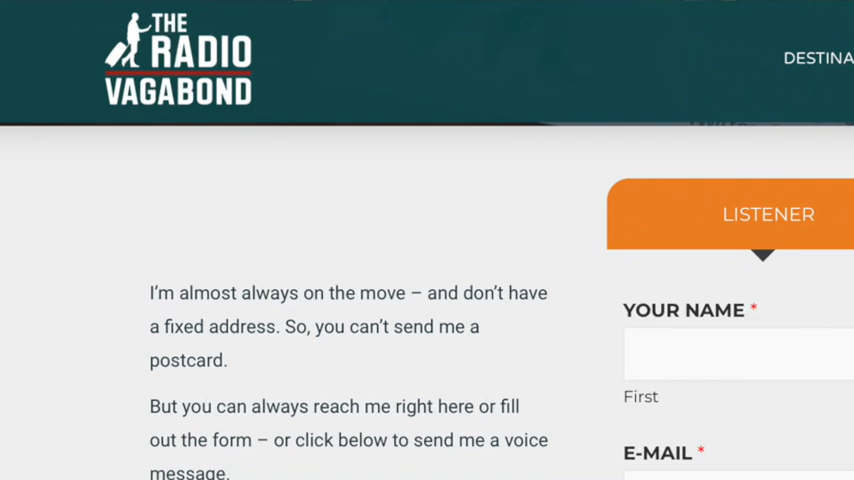 THE
RADIO
VAGABOND
DESTINA
LISTENER
I'm almost always on the move – and don't have
a fixed address. So, you can't send me a
postcard.
But you can always reach me right here or fill
out the form – or click below to send me a voice
message.
YOUR NAME *
First
E-MAIL *